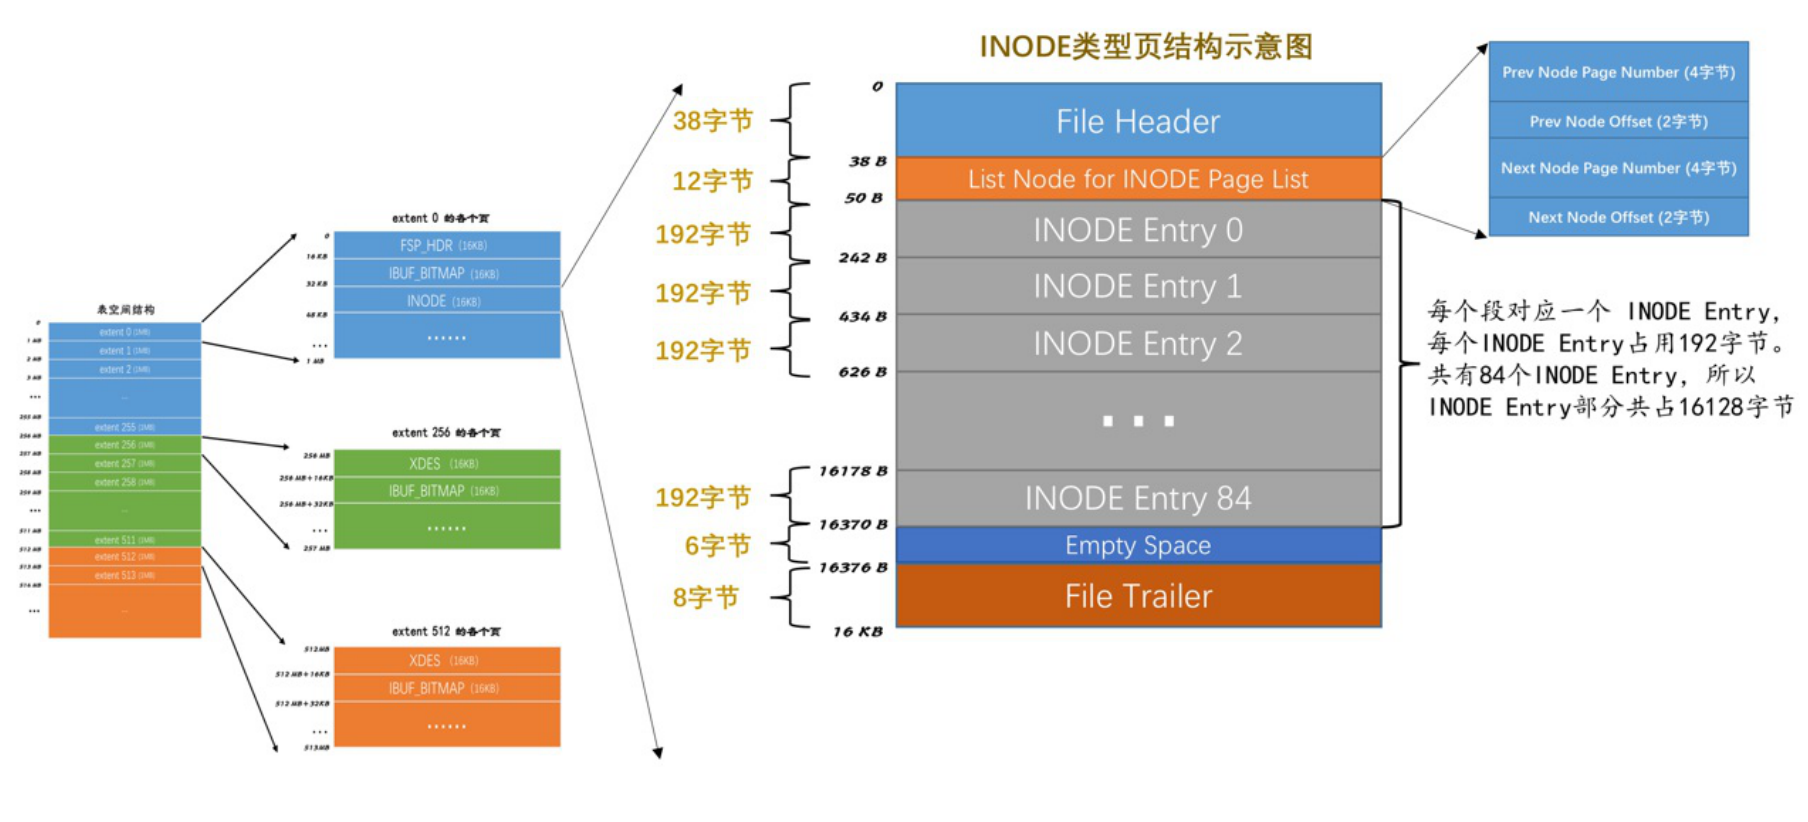 表空间结构
0
extent 0 (1MB)
1 MB
extent 1 (1MB)
2 MB
extent 2 (1MB)
3 MB
...
...
255 MB
extent 255 (1MB)
256 MB
extent 256 (1MB)
257 MB
extent 257 (1MB)
258 MB
extent 258 (1MB)
259 MB
...
...
511 MB
extent 511 (1MB)
512 MB
extent 512 (1MB)
513 MB
extent 513 (1MB)
514 MB
...
...
extent 0 的各个页
0
FSP_HDR (16KB)
16 KB
IBUF_BITMAP (16KB)
32 KB
INODE (16KB)
48 KB
......
...
1 MB
extent 256 的各个页
256 MB
XDES (16KB)
256 MB+16KB
IBUF_BITMAP (16KB)
256 MB+32KB
......
...
257 MB
extent 512 的各个页
512MB
XDES (16KB)
512 MB+16KB
IBUF_BITMAP (16KB)
512 MB+32KB
......
...
513MB
INODE类型页结构示意图
0
38字节
File Header
38 B
12字节
List Node for INODE Page List
50 B
192字节
INODE Entry 0
242 B
192字节
INODE Entry 1
434 B
192字节
INODE Entry 2
626 B
...
16178 B
192字节
INODE Entry 84
16370 B
6字节
Empty Space
16376 B
8字节
File Trailer
16 KB
Prev Node Page Number (4字节)
Prev Node Offset (2字节)
Next Node Page Number (4字节)
Next Node Offset (2字节)
每个段对应一个 INODE Entry,
每个INODE Entry占用192字节。
共有84个INODE Entry, 所以
INODE Entry部分共占16128字节